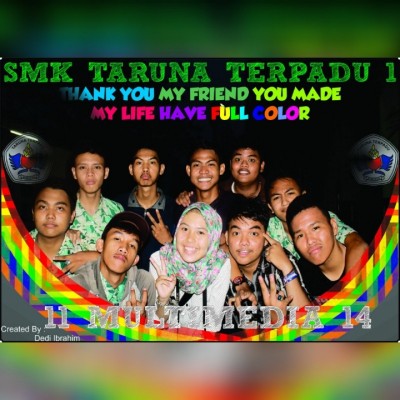 SMK TARUNA TERPADU 1
THANK YOU MY FRIEND YOU MADE
MY LIFE HAVE FULL COLOR
11 MULTIMEDIA 14
Created By
Dedi Ibrahim